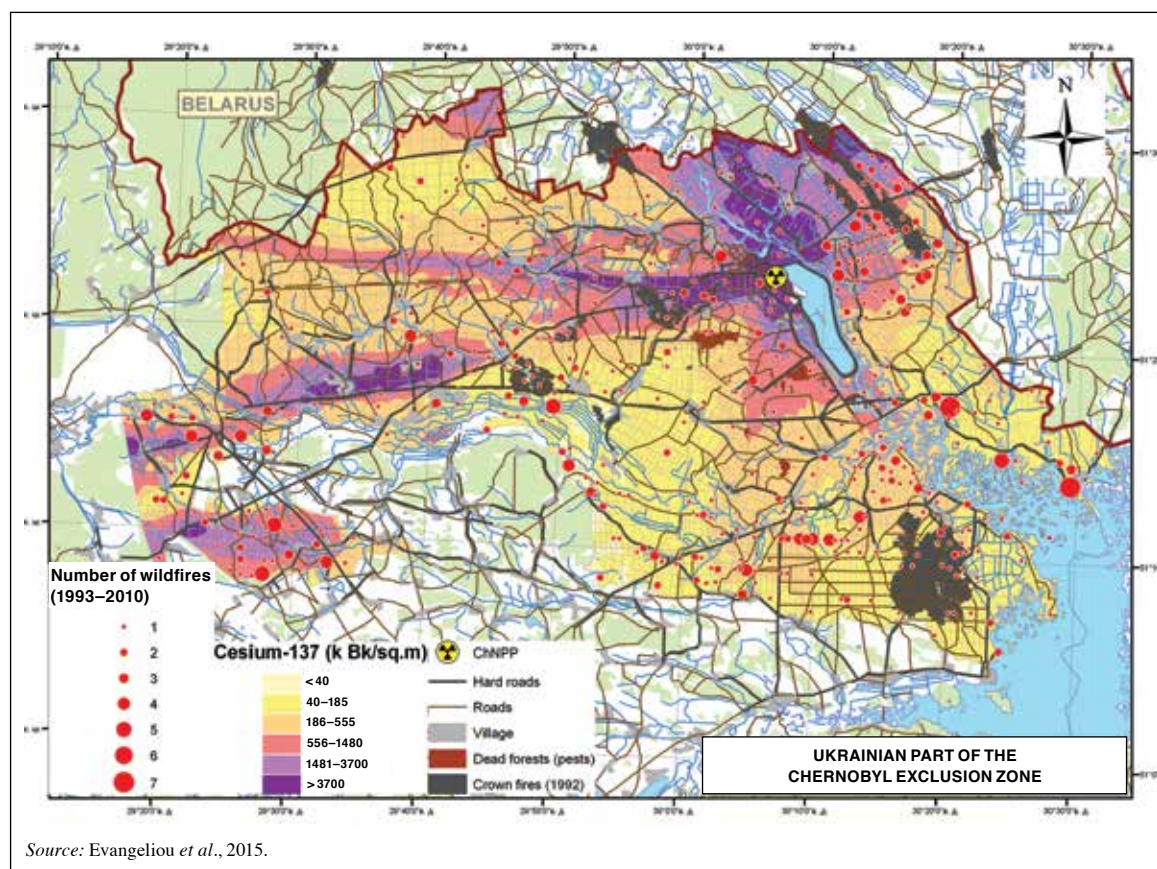 BELARUS
N
Number of wildfires
(1993–2010)
1
2
3
4
5
6
7
Cesium-137 (k Bk/sq.m)
< 40
40–185
186–555
556–1480
1481–3700
> 3700
ChNPP
Hard roads
Roads
Village
Dead forests (pests)
Crown fires (1992)
UKRAINIAN PART OF THE
CHERNOBYL EXCLUSION ZONE
Source: Evangeliou et al., 2015.